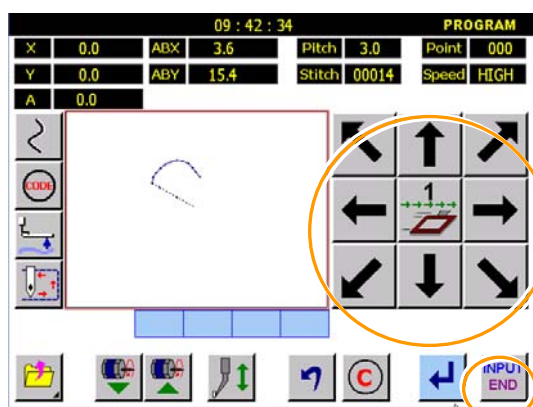 09 : 42 : 34 PROGRAM
X 0.0 ABX 3.6 Pitch 3.0 Point 000
Y 0.0 ABY 15.4 Stitch 00014 Speed HIGH
A 0.0
CODE
1
C
INPUT
END